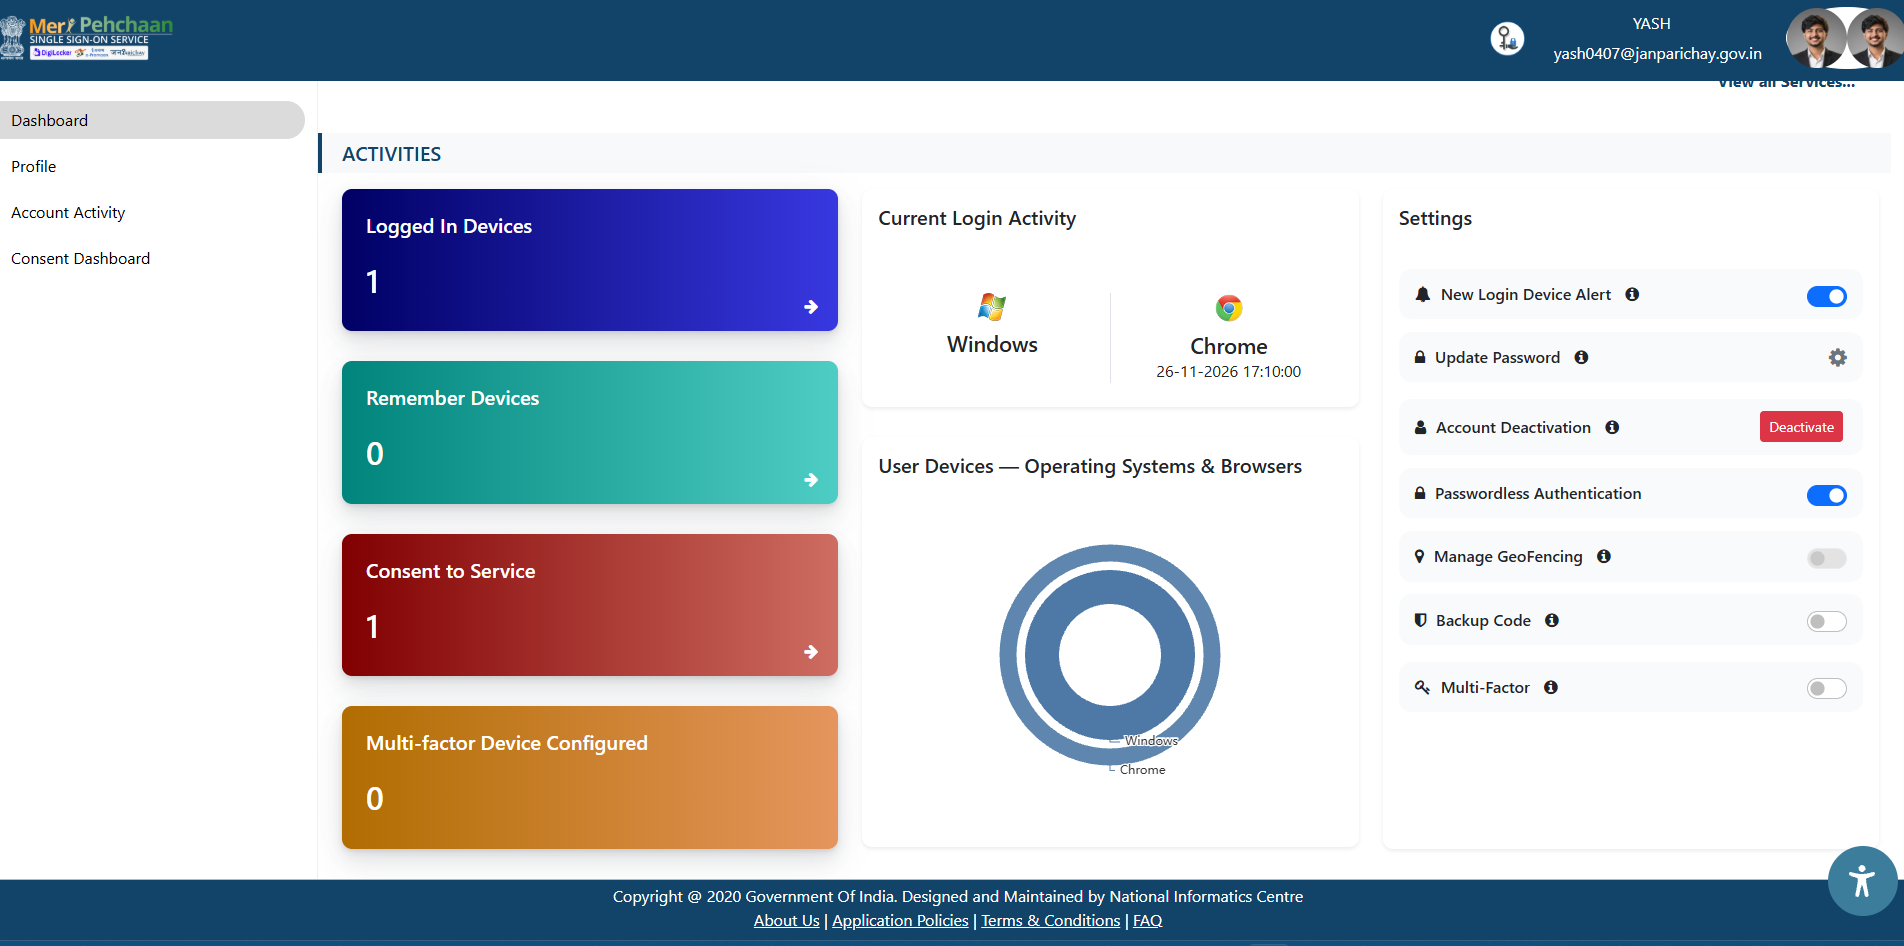 Meri Pehchaan
SINGLE SIGN-ON SERVICE
DigiLocker
YASH
yash0407@janparichay.gov.in
View all Services...
Dashboard
Profile
Account Activity
Consent Dashboard
ACTIVITIES
Logged In Devices
1
Remember Devices
0
Consent to Service
1
Multi-factor Device Configured
0
Current Login Activity
Windows
Chrome
26-11-2026 17:10:00
User Devices — Operating Systems & Browsers
Windows
Chrome
Settings
New Login Device Alert
Update Password
Account Deactivation
Deactivate
Passwordless Authentication
Manage GeoFencing
Backup Code
Multi-Factor
Copyright @ 2020 Government Of India. Designed and Maintained by National Informatics Centre
About Us | Application Policies | Terms & Conditions | FAQ